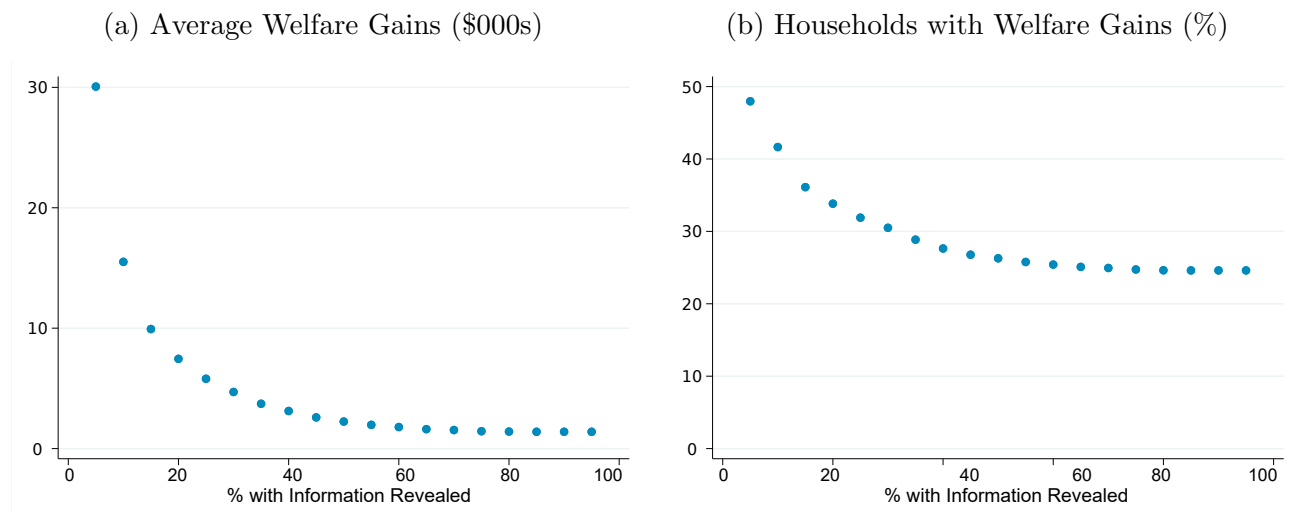 (a) Average Welfare Gains ($000s)
30
20
10
0
0 20 40 60 80 100
% with Information Revealed
(b) Households with Welfare Gains (%)
50
40
30
20
10
0
0 20 40 60 80 100
% with Information Revealed